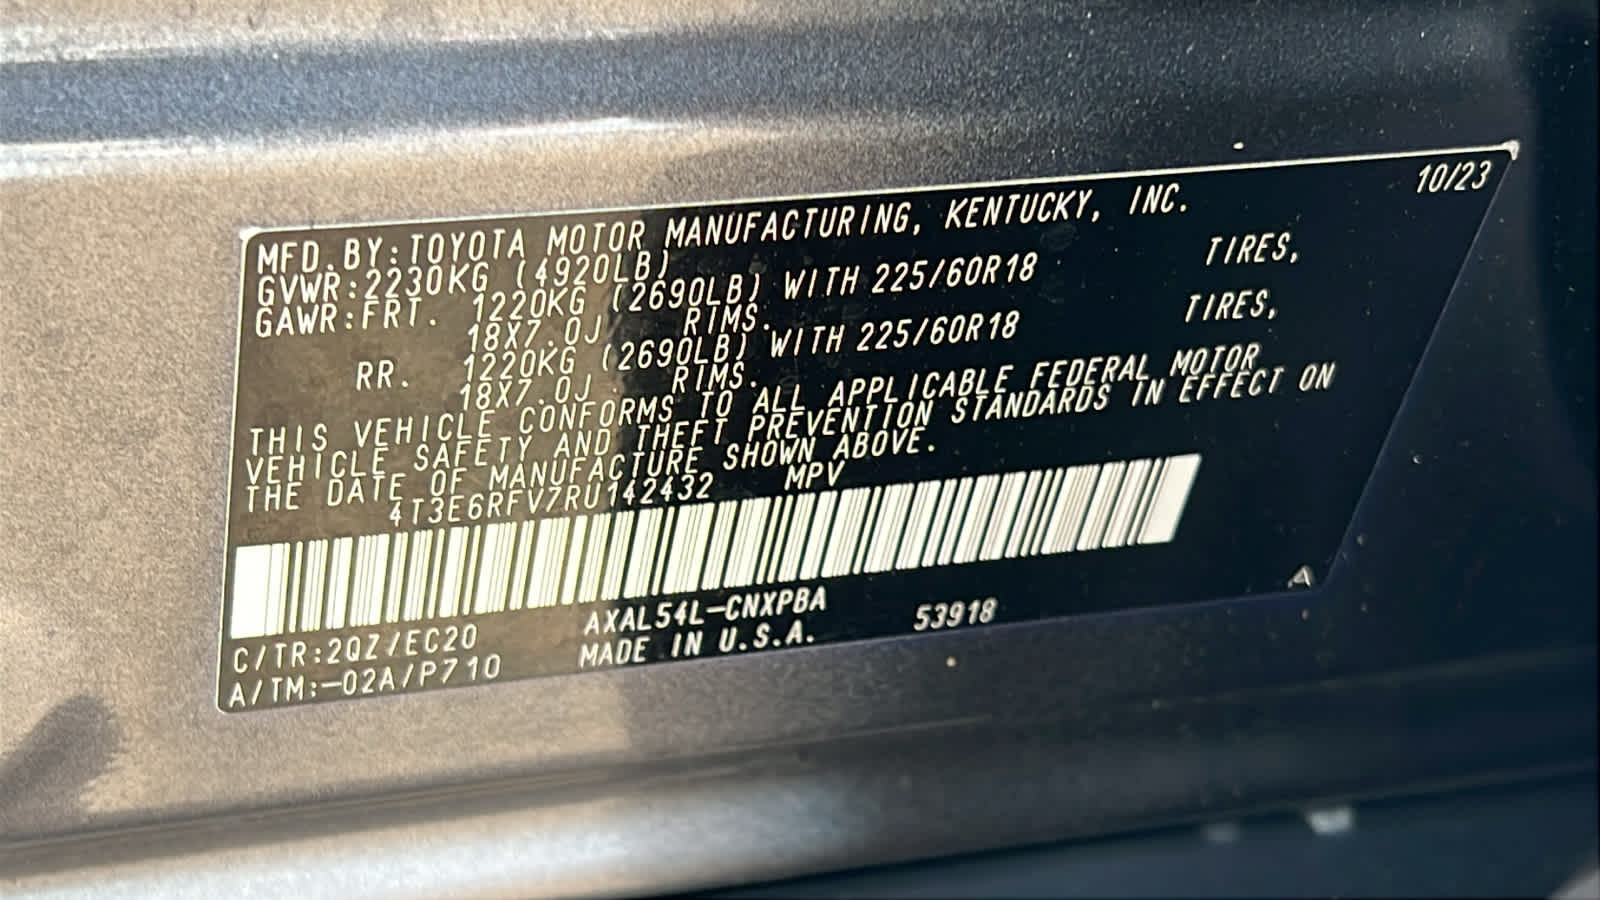 10/23
MFD.BY:TOYOTA MOTOR MANUFACTURING, KENTUCKY, INC.
GVWR:2230KG (4920LB)
GAWR:FRT. 1220KG (2690LB) WITH 225/60R18 TIRES,
18X7.0J RIMS.
RR. 1220KG (2690LB) WITH 225/60R18 TIRES,
18X7.0J RIMS.
THIS VEHICLE CONFORMS TO ALL APPLICABLE FEDERAL MOTOR
VEHICLE SAFETY AND THEFT PREVENTION STANDARDS IN EFFECT ON
THE DATE OF MANUFACTURE SHOWN ABOVE.
4T3E6RFV7RU142432 MPV
A
C/TR:2QZ/EC20 AXAL54L-CNXPBA 53918
A/TM:-02A/P710 MADE IN U.S.A.